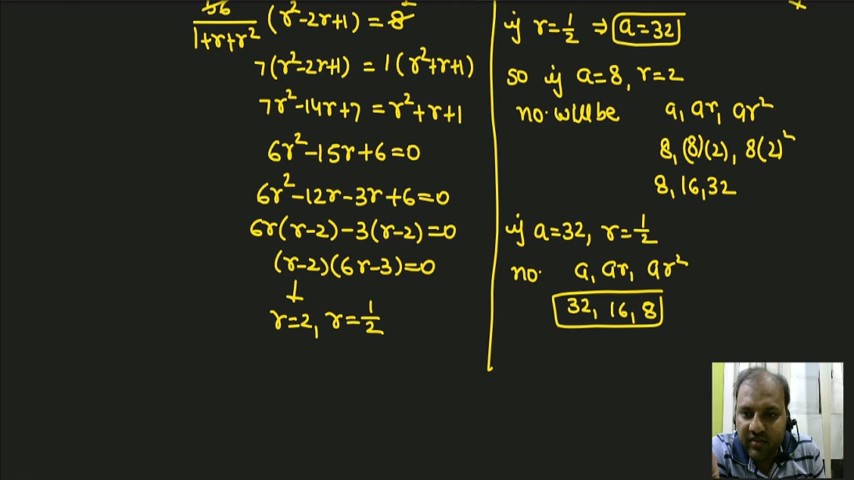 56/(1+r+r²) (r²-2r+1) = 8
7(r²-2r+1) = 1(r²+r+1)
7r²-14r+7 = r²+r+1
6r²-15r+6=0
6r²-12r-3r+6=0
6r(r-2)-3(r-2)=0
(r-2)(6r-3)=0
r=2, r=1/2
if r=1/2 ⇒ a=32
so if a=8, r=2
no. will be a, ar, ar²
8, (8)(2), 8(2)²
8, 16, 32
if a=32, r=1/2
no. a, ar, ar²
32, 16, 8